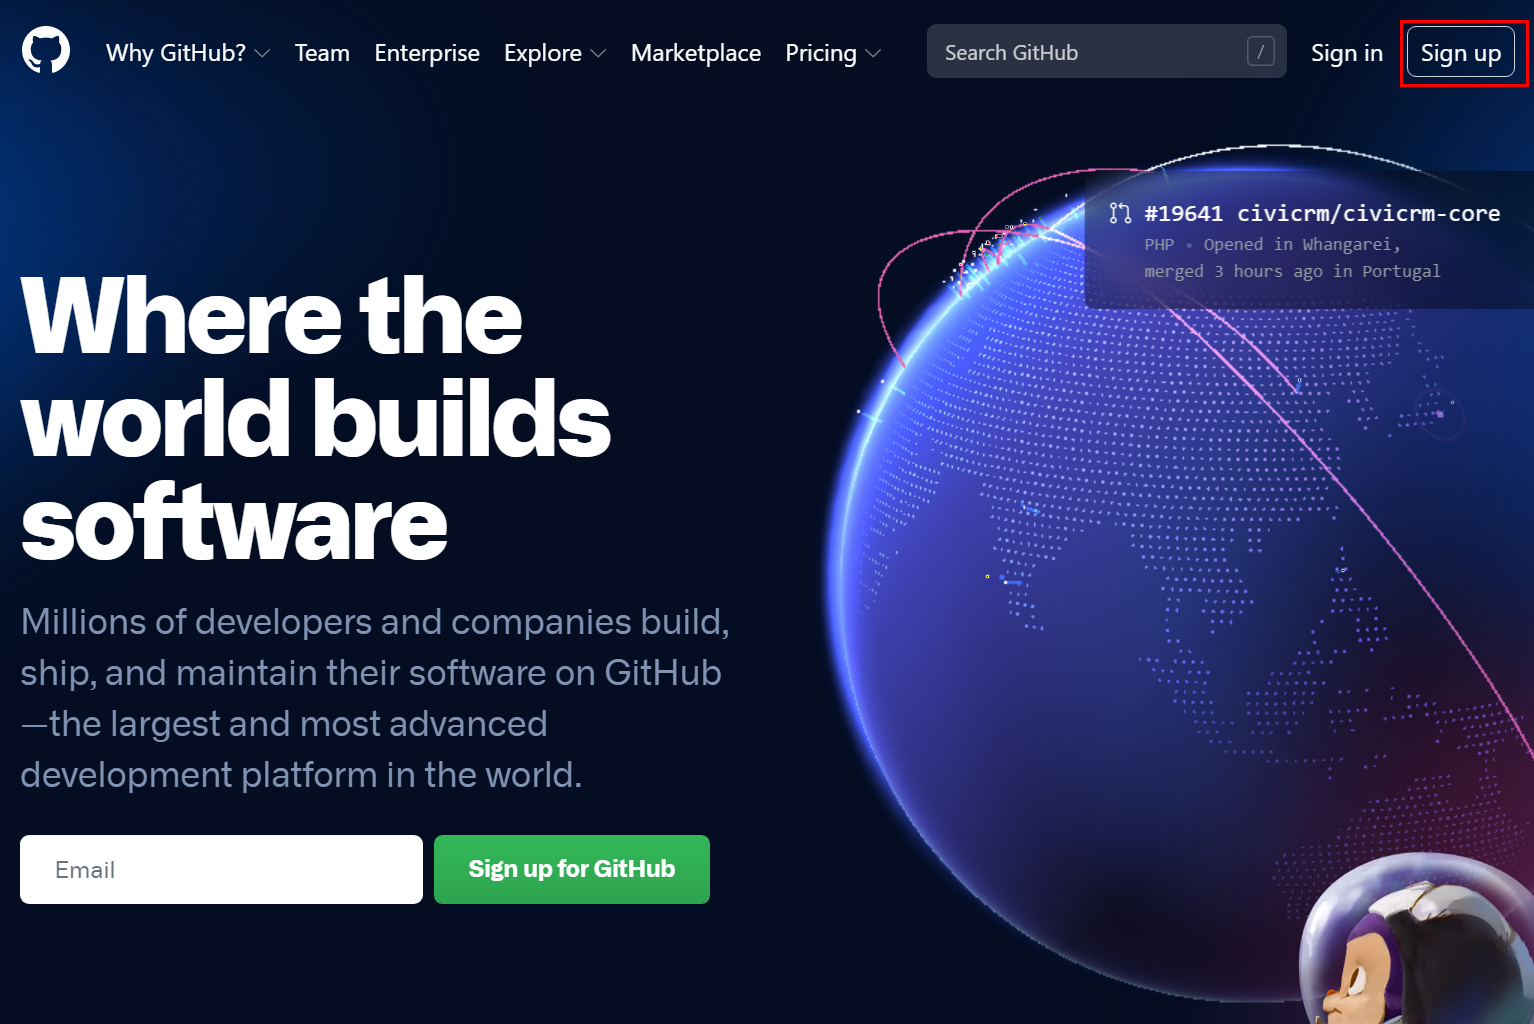 Why GitHub? Team Enterprise Explore Marketplace Pricing Search GitHub / Sign in Sign up
#19641 civicrm/civicrm-core
PHP • Opened in Whangarei,
merged 3 hours ago in Portugal
Where the
world builds
software
Millions of developers and companies build,
ship, and maintain their software on GitHub
—the largest and most advanced
development platform in the world.
Email Sign up for GitHub